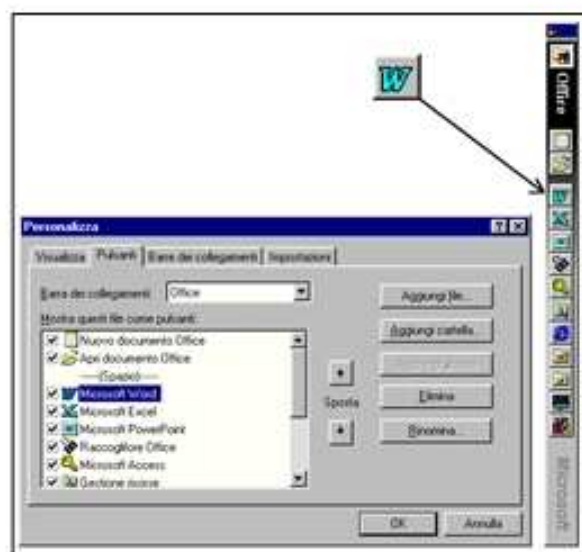 W
Office
Personalizza
Visualizza Pulsanti Barra dei collegamenti Impostazioni
Barra dei collegamenti: Office
Aggiungi file...
Mostra questi file come pulsanti:
Nuovo documento Office
Aggiungi cartella...
Apri documento Office
----(Spazio)----
Microsoft Word
Sposta
Elimina
Microsoft Excel
Microsoft PowerPoint
Rinomina...
Raccoglitore Office
Microsoft Access
Gestione risorse
OK Annulla
Microsoft